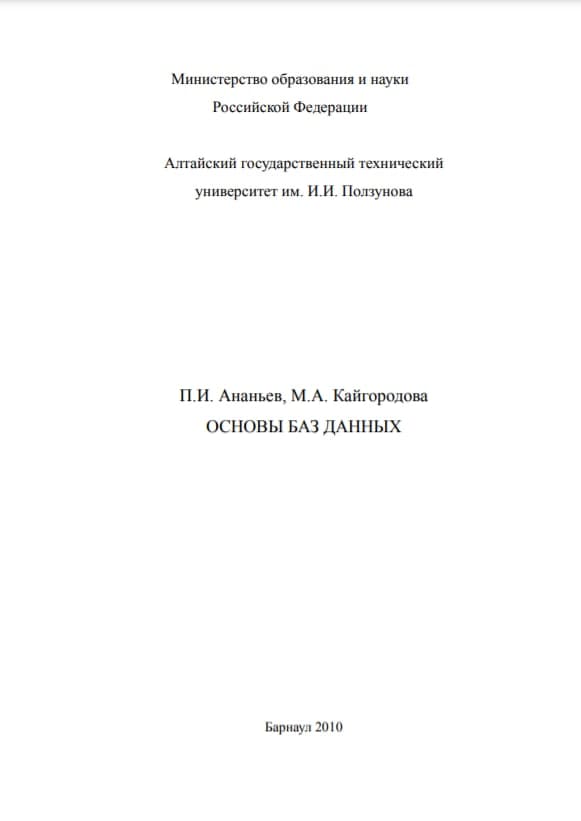 Министерство образования и науки
Российской Федерации
Алтайский государственный технический
университет им. И.И. Ползунова
П.И. Ананьев, М.А. Кайгородова
ОСНОВЫ БАЗ ДАННЫХ
Барнаул 2010